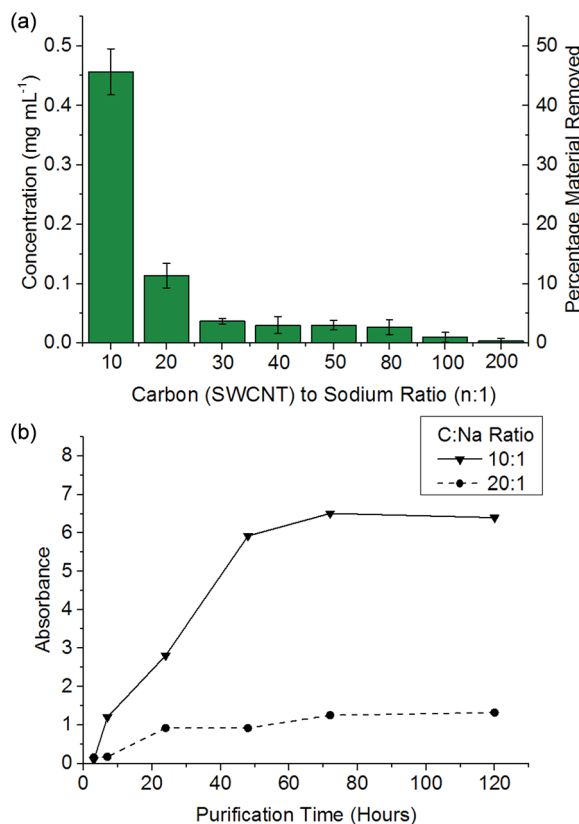 (a)
0.5
0.4
0.3
0.2
0.1
0.0
Concentration (mg mL⁻¹)
50
40
30
20
10
0
Percentage Material Removed
10 20 30 40 50 80 100 200
Carbon (SWCNT) to Sodium Ratio (n:1)
(b)
C:Na Ratio
10:1
20:1
8
7
6
5
4
3
2
1
0
Absorbance
0 20 40 60 80 100 120
Purification Time (Hours)